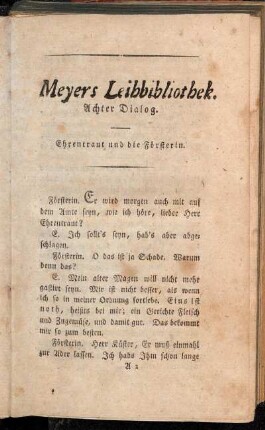 Meyers Leihbibliothek.
Achter Dialog.
Ehrentraut und die Försterin.
Försterin. Er wird morgen auch mit auf
dem Amte seyn, wie ich höre, lieber Herr
Ehrentraut?
E. Ich sollt's seyn, hab's aber abge-
schlagen.
Försterin. O das ist ja Schade. Warum
denn das?
E. Mein alter Magen will nicht mehr
gastirt seyn. Mir ist nicht besser, als wenn
ich so in meiner Ordnung fortlebe. Eins ist
noth, heißts bei mir; ein Gerichte Fleisch
und Zugemüse, und damit gut. Das bekommt
mir so zum besten.
Försterin. Herr Küster, Er muß einmahl
zur Ader lassen. Ich habs Ihm schon lange
A 2